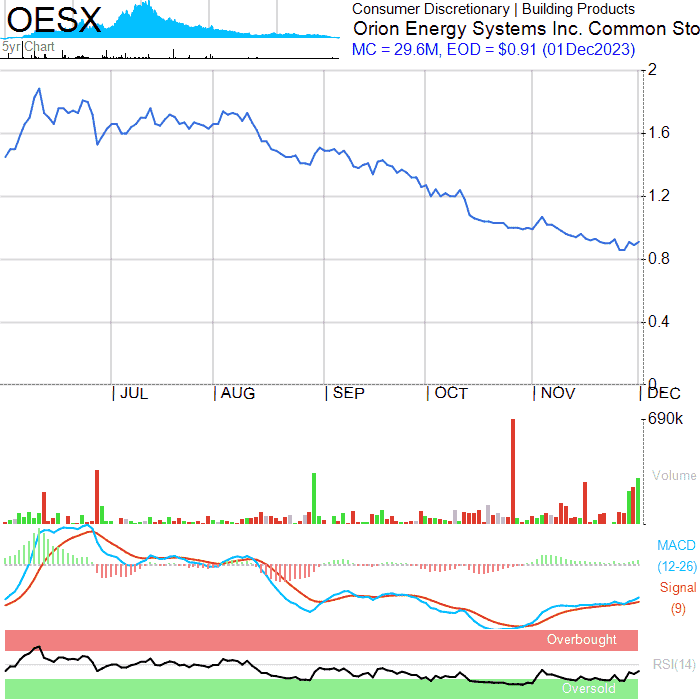 OESX
5yr Chart
Consumer Discretionary | Building Products
Orion Energy Systems Inc. Common Sto
MC = 29.6M, EOD = $0.91 (01Dec2023)
2
1.6
1.2
0.8
0.4
0
JUL
AUG
SEP
OCT
NOV
DEC
690k
Volume
MACD
(12-26)
Signal
(9)
Overbought
RSI(14)
Oversold